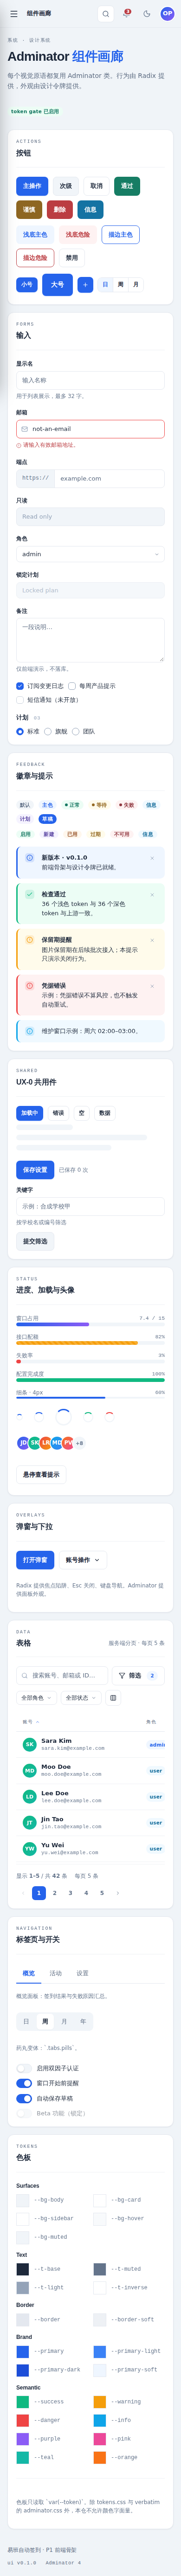 组件画廊
3
OP
系统 · 设计系统
Adminator 组件画廊
每个视觉原语都复用 Adminator 类。行为由 Radix 提供，外观由设计令牌提供。
token gate 已启用
ACTIONS
按钮
主操作
次级
取消
通过
谨慎
删除
信息
浅底主色
浅底危险
描边主色
描边危险
禁用
小号
大号
+
日
周
月
FORMS
输入
显示名
输入名称
用于列表展示，最多 32 字。
邮箱
not-an-email
请输入有效邮箱地址。
端点
https://
example.com
只读
Read only
角色
admin
锁定计划
Locked plan
备注
一段说明…
仅前端演示，不落库。
订阅变更日志
每周产品提示
短信通知（未开放）
计划
标准
旗舰
团队
FEEDBACK
徽章与提示
默认
主色
正常
等待
失败
信息
计划
草稿
启用
新建
已用
过期
不可用
信息
新版本 · v0.1.0
前端骨架与设计令牌已就绪。
检查通过
36 个浅色 token 与 36 个深色 token 与上游一致。
保留期提醒
图片保留期在后续批次接入；本提示只演示关闭行为。
凭据错误
示例：凭据错误不算风控，也不触发自动重试。
维护窗口示例：周六 02:00–03:00。
SHARED
UX-0 共用件
加载中
错误
空
数据
保存设置
已保存 0 次
关键字
示例：合成学校甲
按学校名或编号筛选
提交筛选
STATUS
进度、加载与头像
窗口占用
7.4 / 15
接口配额
82%
失败率
3%
配置完成度
100%
细条 · 4px
60%
JD
SK
LR
MD
PV
+8
悬停查看提示
OVERLAYS
弹窗与下拉
打开弹窗
账号操作
Radix 提供焦点陷阱、Esc 关闭、键盘导航。Adminator 提供面板外观。
DATA
表格
服务端分页 · 每页 5 条
搜索账号、邮箱或 ID…
筛选
2
全部角色
全部状态
账号
角色
SK
Sara Kim
sara.kim@example.com
admin
MD
Moo Doe
moo.doe@example.com
user
LD
Lee Doe
lee.doe@example.com
user
JT
Jin Tao
jin.tao@example.com
user
YW
Yu Wei
yu.wei@example.com
user
显示 1–5 / 共 42 条
每页 5 条
‹
1
2
3
4
5
›
NAVIGATION
标签页与开关
概览
活动
设置
概览面板：签到结果与失败原因汇总。
日
周
月
年
药丸变体：`.tabs.pills`。
启用双因子认证
窗口开始前提醒
自动保存草稿
Beta 功能（锁定）
TOKENS
色板
Surfaces
--bg-body
--bg-card
--bg-sidebar
--bg-hover
--bg-muted
Text
--t-base
--t-muted
--t-light
--t-inverse
Border
--border
--border-soft
Brand
--primary
--primary-light
--primary-dark
--primary-soft
Semantic
--success
--warning
--danger
--info
--purple
--pink
--teal
--orange
色板只读取 `var(--token)`。除 tokens.css 与 verbatim 的 adminator.css 外，本仓不允许颜色字面量。
易班自动签到 · P1 前端骨架
ui v0.1.0
Adminator 4